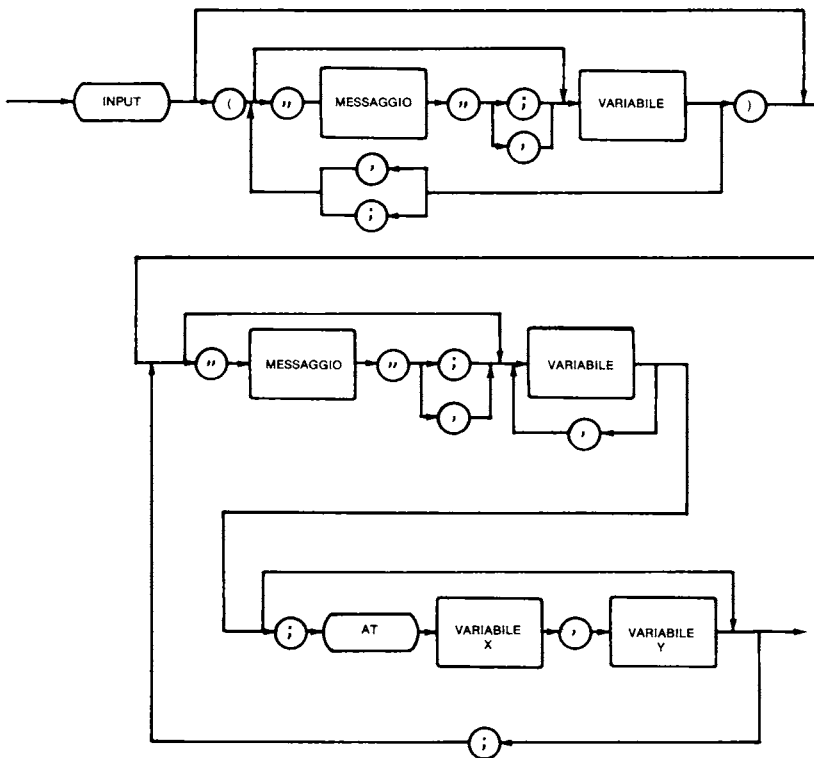 INPUT ( „ MESSAGGIO „ ; VARIABILE )
,
,
;
„ MESSAGGIO „ ; VARIABILE
, ,
; AT VARIABILE X , VARIABILE Y
;